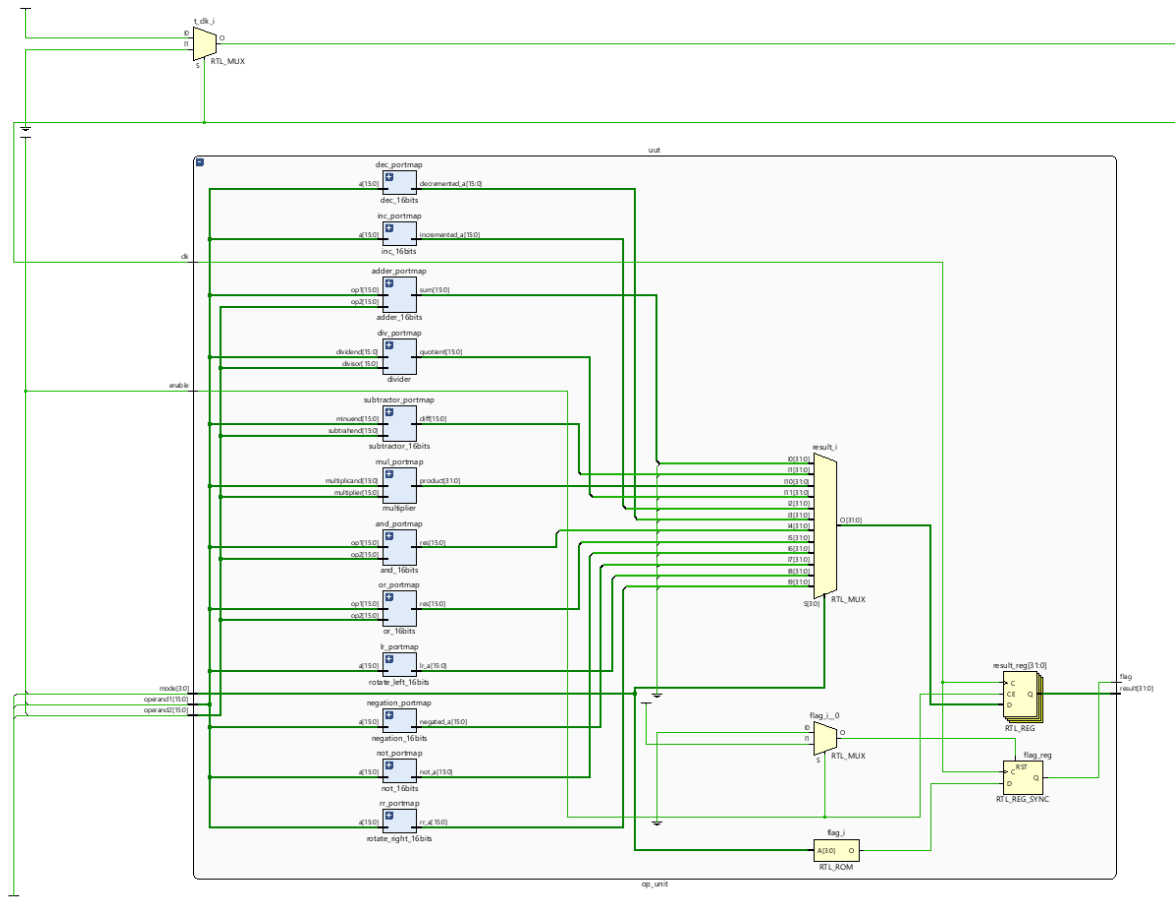 t_clk_i
I0
I1
O
S
RTL_MUX
uut
dec_portmap
a[15:0]
decremented_a[15:0]
dec_16bits
inc_portmap
a[15:0]
incremented_a[15:0]
inc_16bits
clk
adder_portmap
op1[15:0]
sum[15:0]
op2[15:0]
adder_16bits
div_portmap
dividend[15:0]
quotient[15:0]
divisor[15:0]
divider
enable
subtractor_portmap
minuend[15:0]
diff[15:0]
subtrahend[15:0]
subtractor_16bits
mul_portmap
multiplicand[15:0]
product[31:0]
multiplier[15:0]
multiplier
and_portmap
op1[15:0]
res[15:0]
op2[15:0]
and_16bits
or_portmap
op1[15:0]
res[15:0]
op2[15:0]
or_16bits
lr_portmap
a[15:0]
lr_a[15:0]
rotate_left_16bits
mode[3:0]
operand1[15:0]
operand2[15:0]
negation_portmap
a[15:0]
negated_a[15:0]
negation_16bits
not_portmap
a[15:0]
not_a[15:0]
not_16bits
rr_portmap
a[15:0]
rr_a[15:0]
rotate_right_16bits
result_i
I0[31:0]
I1[31:0]
I10[31:0]
I11[31:0]
I2[31:0]
I3[31:0]
I4[31:0]
I5[31:0]
I6[31:0]
I7[31:0]
I8[31:0]
I9[31:0]
O[31:0]
S[3:0]
RTL_MUX
result_reg[31:0]
C
CE
Q
D
RTL_REG
flag
result[31:0]
flag_i__0
I0
I1
O
S
RTL_MUX
flag_reg
RST
C
Q
D
RTL_REG_SYNC
flag_i
A[3:0]
O
RTL_ROM
op_unit